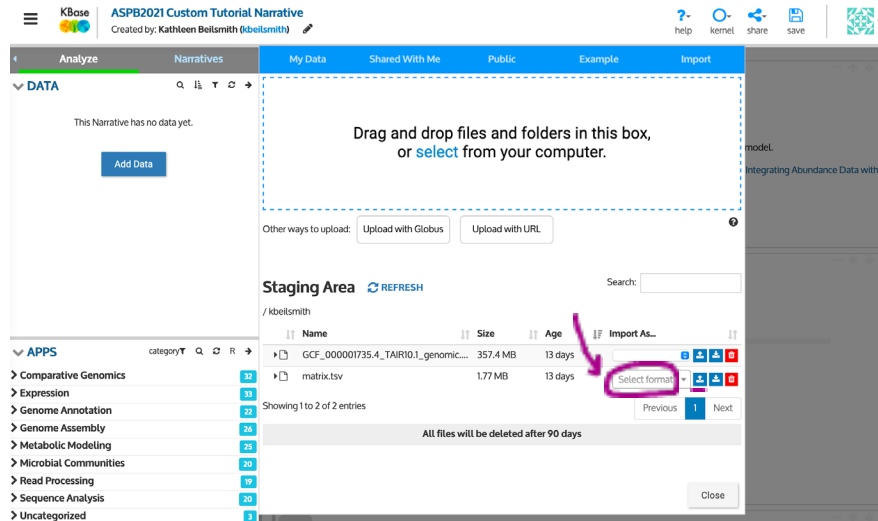 KBase
ASPB2021 Custom Tutorial Narrative
Created by: Kathleen Beilsmith (kbeilsmith)
help
kernel
share
save
Analyze
Narratives
My Data
Shared With Me
Public
Example
Import
DATA
This Narrative has no data yet.
Add Data
Drag and drop files and folders in this box,
or select from your computer.
model.
Integrating Abundance Data with
Other ways to upload:
Upload with Globus
Upload with URL
Staging Area
REFRESH
Search:
/ kbeilsmith
Name
Size
Age
Import As...
GCF_000001735.4_TAIR10.1_genomic....
357.4 MB
13 days
matrix.tsv
1.77 MB
13 days
Select format
Showing 1 to 2 of 2 entries
Previous
1
Next
All files will be deleted after 90 days
Close
APPS
category
R
Comparative Genomics
32
Expression
33
Genome Annotation
22
Genome Assembly
26
Metabolic Modeling
25
Microbial Communities
20
Read Processing
19
Sequence Analysis
20
Uncategorized
3